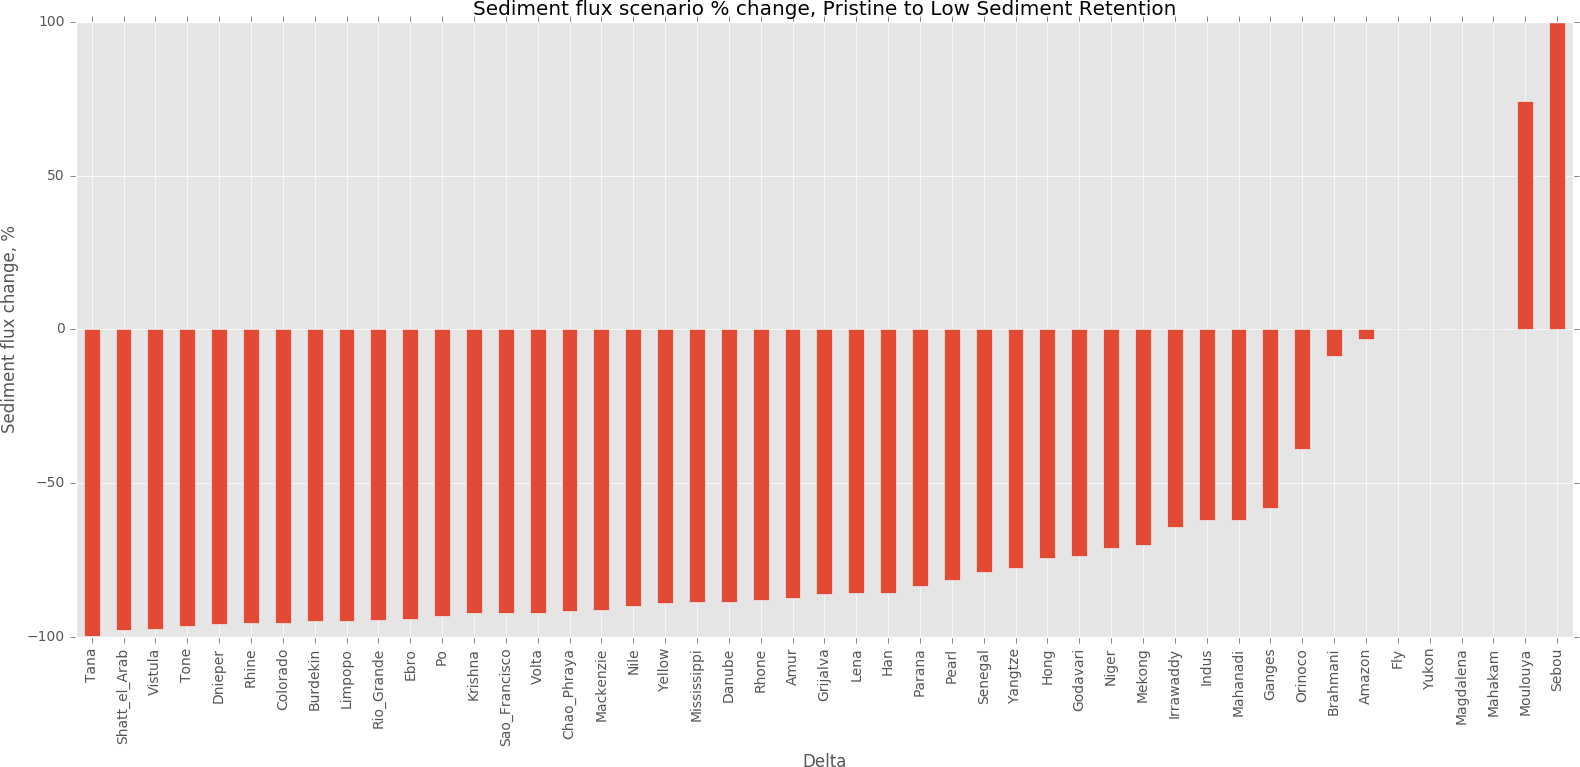 Sediment flux scenario % change, Pristine to Low Sediment Retention
100
50
0
−50
−100
Sediment flux change, %
Tana
Shatt_el_Arab
Vistula
Tone
Dnieper
Rhine
Colorado
Burdekin
Limpopo
Rio_Grande
Ebro
Po
Krishna
Sao_Francisco
Volta
Chao_Phraya
Mackenzie
Nile
Yellow
Mississippi
Danube
Rhone
Amur
Grijalva
Lena
Han
Parana
Pearl
Senegal
Yangtze
Hong
Godavari
Niger
Mekong
Irrawaddy
Indus
Mahanadi
Ganges
Orinoco
Brahmani
Amazon
Fly
Yukon
Magdalena
Mahakam
Moulouya
Sebou
Delta